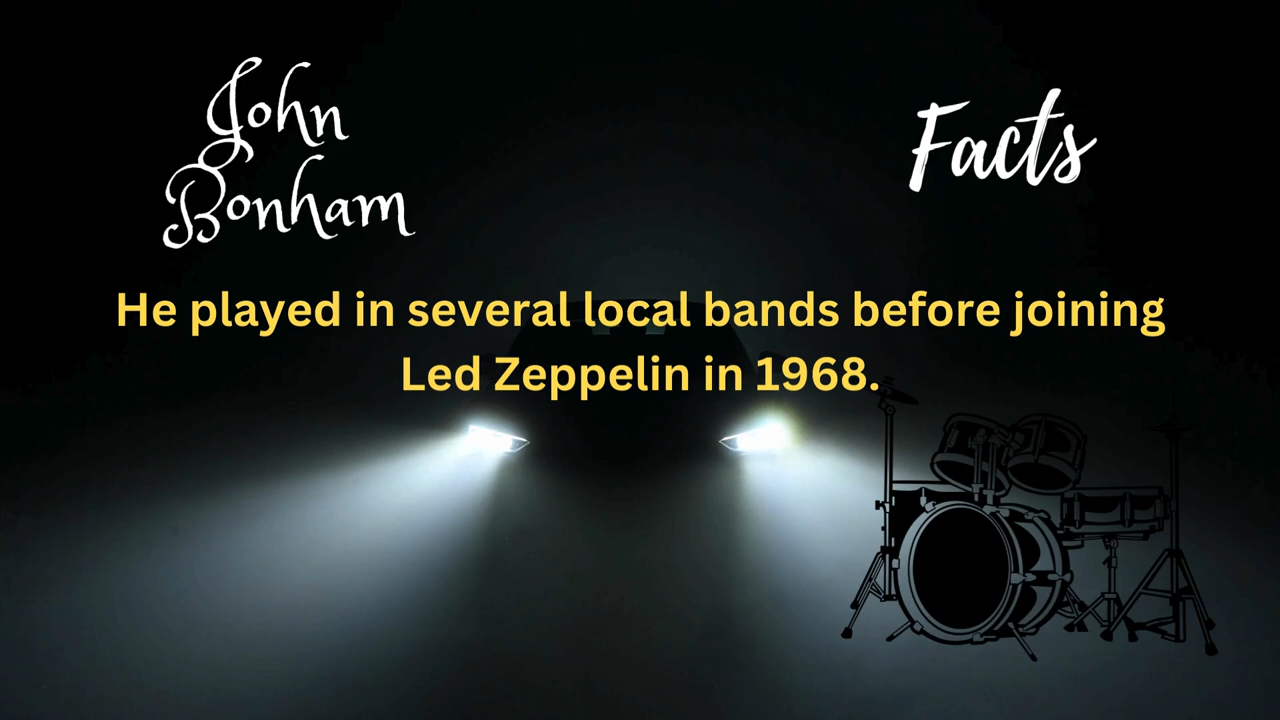 John
Bonham
Facts
He played in several local bands before joining
Led Zeppelin in 1968.